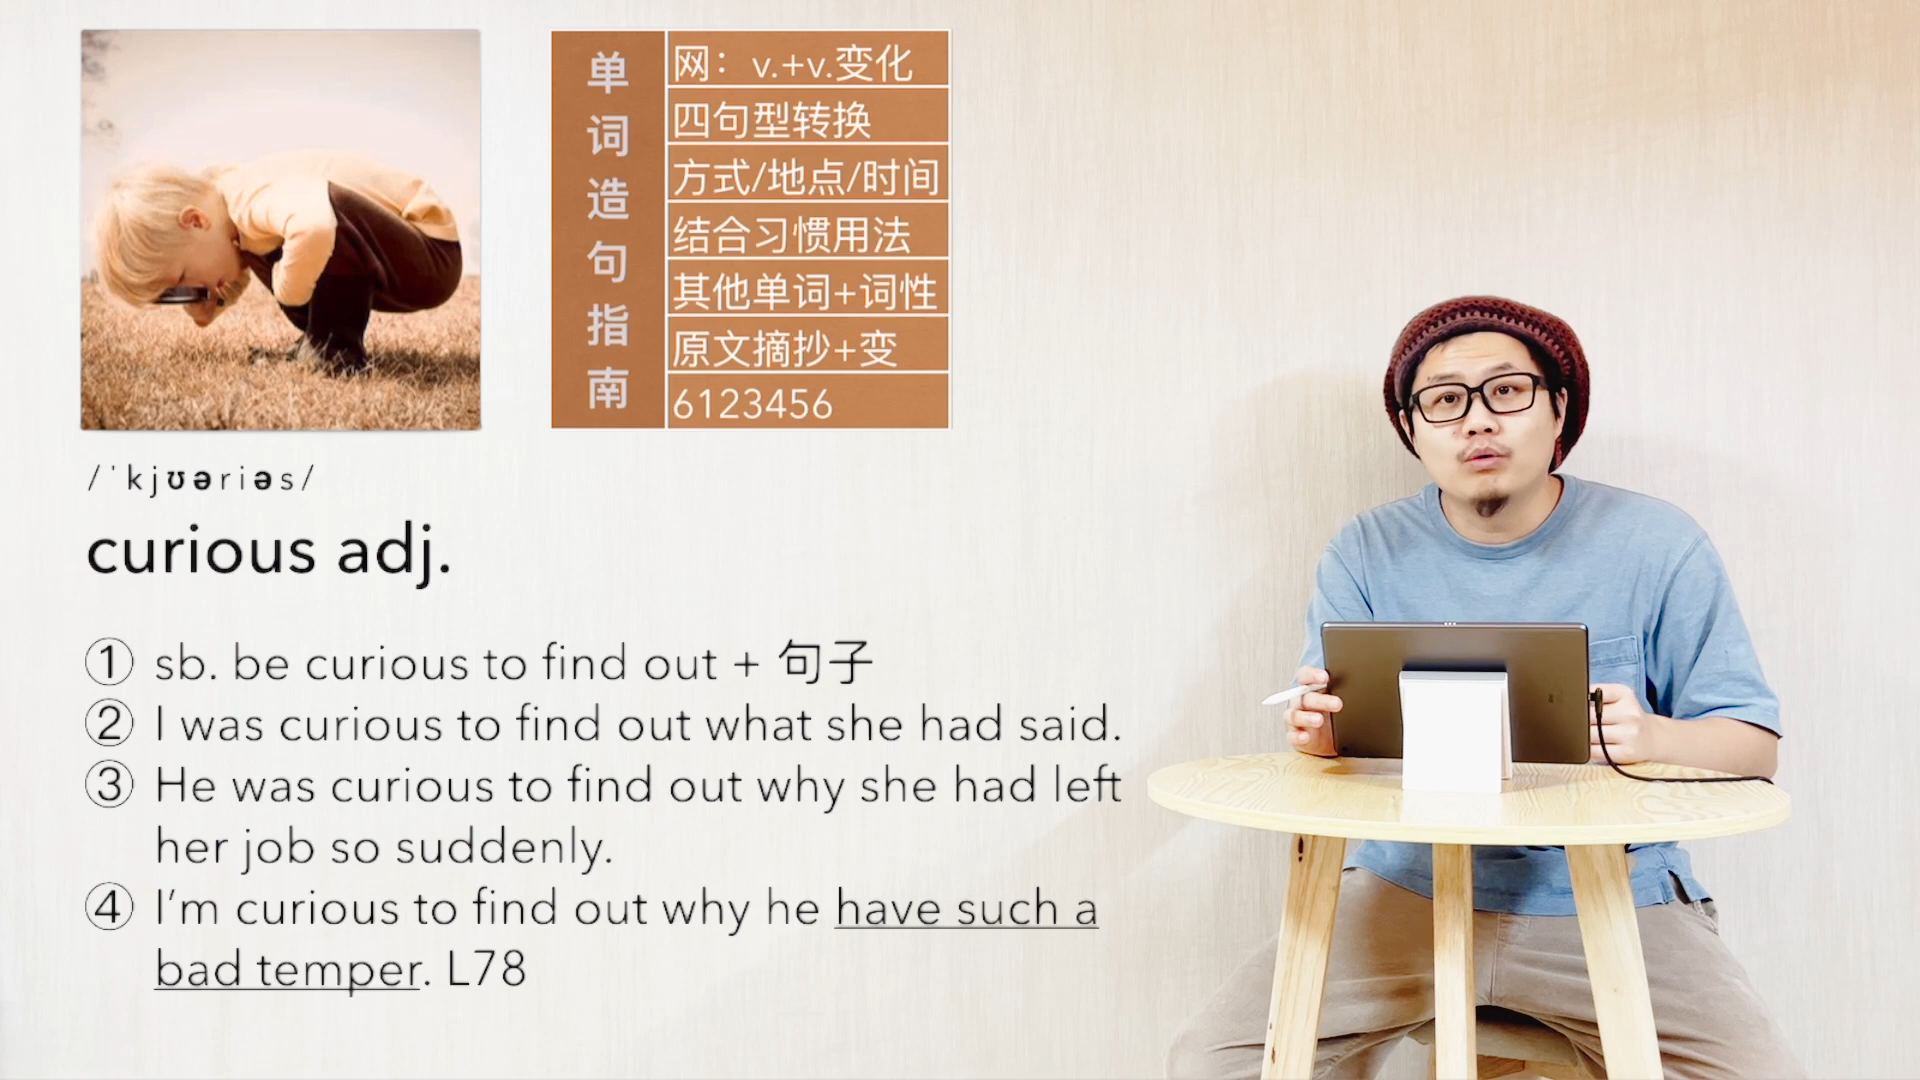 单词造句指南
网：v.+v.变化
四句型转换
方式/地点/时间
结合习惯用法
其他单词+词性
原文摘抄+变
6123456
/ˈkjʊəriəs/
curious adj.
① sb. be curious to find out + 句子
② I was curious to find out what she had said.
③ He was curious to find out why she had left
her job so suddenly.
④ I’m curious to find out why he have such a
bad temper. L78